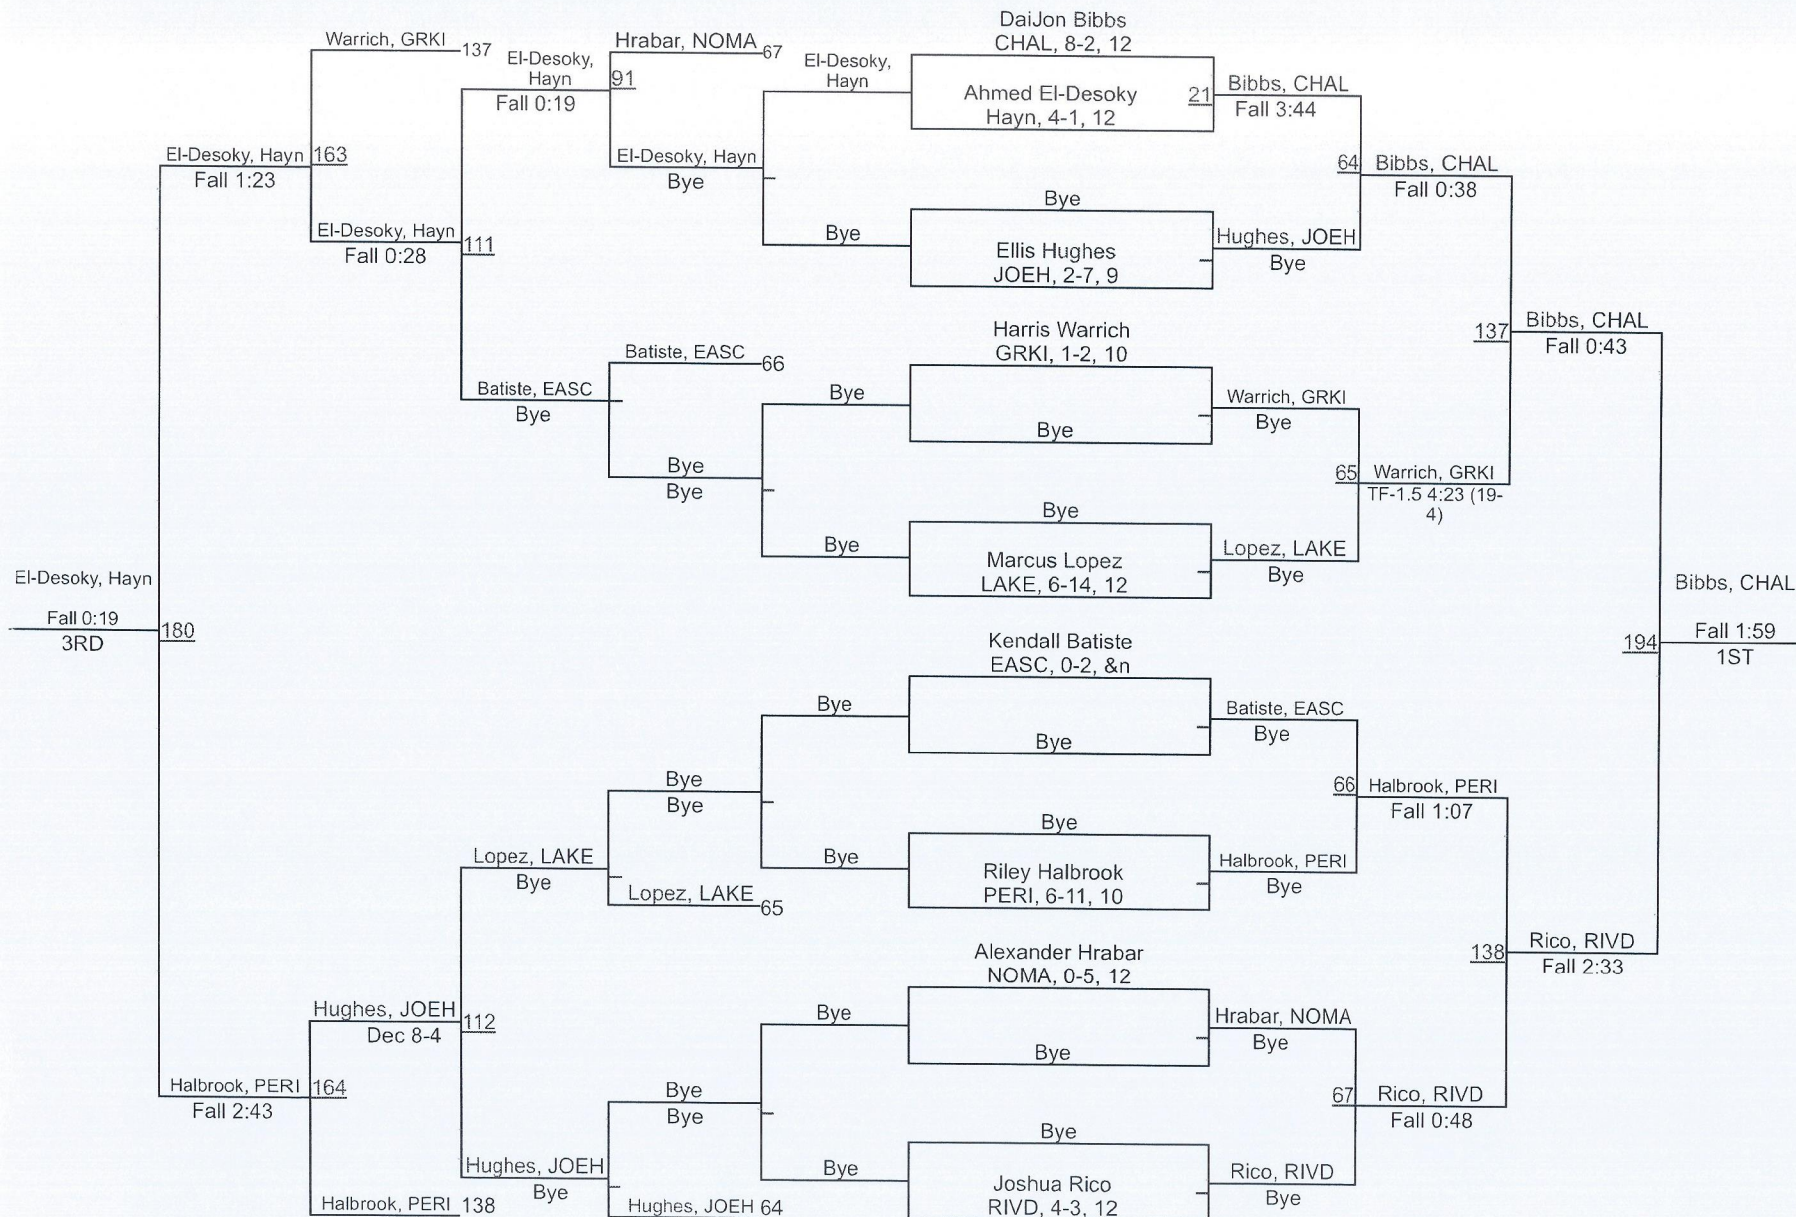 DaiJon Bibbs
CHAL, 8-2, 12
Ahmed El-Desoky
Hayn, 4-1, 12
21
Bye
Ellis Hughes
JOEH, 2-7, 9
Harris Warrich
GRKI, 1-2, 10
Bye
Bye
Marcus Lopez
LAKE, 6-14, 12
Kendall Batiste
EASC, 0-2, &n
Bye
Bye
Riley Halbrook
PERI, 6-11, 10
Alexander Hrabar
NOMA, 0-5, 12
Bye
Bye
Joshua Rico
RIVD, 4-3, 12
Bibbs, CHAL
Fall 3:44
Hughes, JOEH
Bye
Warrich, GRKI
Bye
Lopez, LAKE
Bye
Batiste, EASC
Bye
Halbrook, PERI
Bye
Hrabar, NOMA
Bye
Rico, RIVD
Bye
64
Bibbs, CHAL
Fall 0:38
65
Warrich, GRKI
TF-1.5 4:23 (19-
4)
66
Halbrook, PERI
Fall 1:07
67
Rico, RIVD
Fall 0:48
137
Bibbs, CHAL
Fall 0:43
138
Rico, RIVD
Fall 2:33
194
Bibbs, CHAL
Fall 1:59
1ST
El-Desoky,
Hayn
Bye
Bye
Bye
Bye
Bye
Bye
Bye
Hrabar, NOMA
67
El-Desoky, Hayn
Bye
Batiste, EASC
66
Bye
Bye
Bye
Bye
Lopez, LAKE
65
Bye
Bye
Hughes, JOEH 64
El-Desoky,
Hayn
Fall 0:19
91
Batiste, EASC
Bye
Lopez, LAKE
Bye
Hughes, JOEH
Bye
Warrich, GRKI
137
El-Desoky, Hayn
Fall 0:28
111
Hughes, JOEH
Dec 8-4
112
Halbrook, PERI 138
El-Desoky, Hayn
Fall 1:23
163
Halbrook, PERI
Fall 2:43
164
El-Desoky, Hayn
Fall 0:19
3RD
180